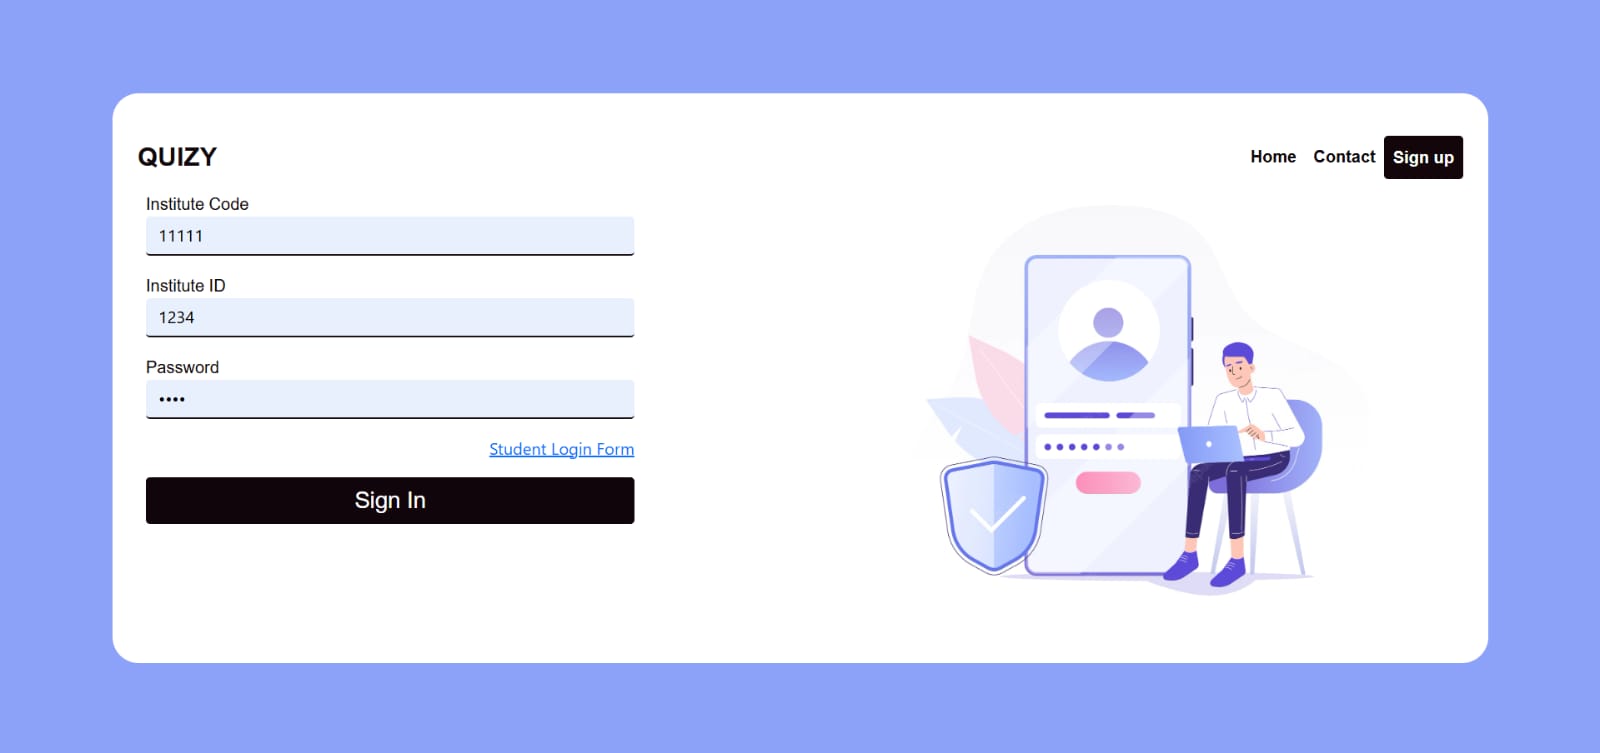 QUIZY
Home Contact Sign up
Institute Code
11111
Institute ID
1234
Password
••••
Student Login Form
Sign In